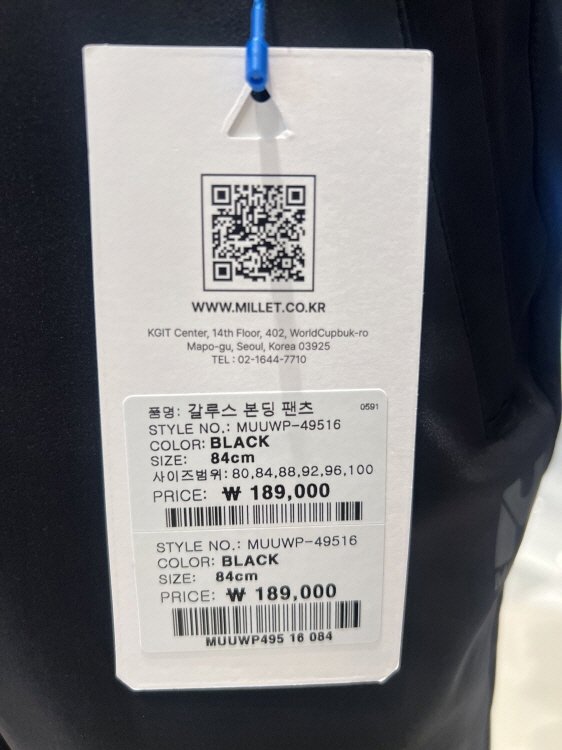 WWW.MILLET.CO.KR
KGIT Center, 14th Floor, 402, WorldCupbuk-ro
Mapo-gu, Seoul, Korea 03925
TEL : 02-1644-7710
품명: 갈루스 본딩 팬츠 0591
STYLE NO.: MUUWP-49516
COLOR: BLACK
SIZE: 84cm
사이즈범위: 80,84,88,92,96,100
PRICE: ₩ 189,000
STYLE NO.: MUUWP-49516
COLOR: BLACK
SIZE: 84cm
PRICE: ₩ 189,000
MUUWP495 16 084